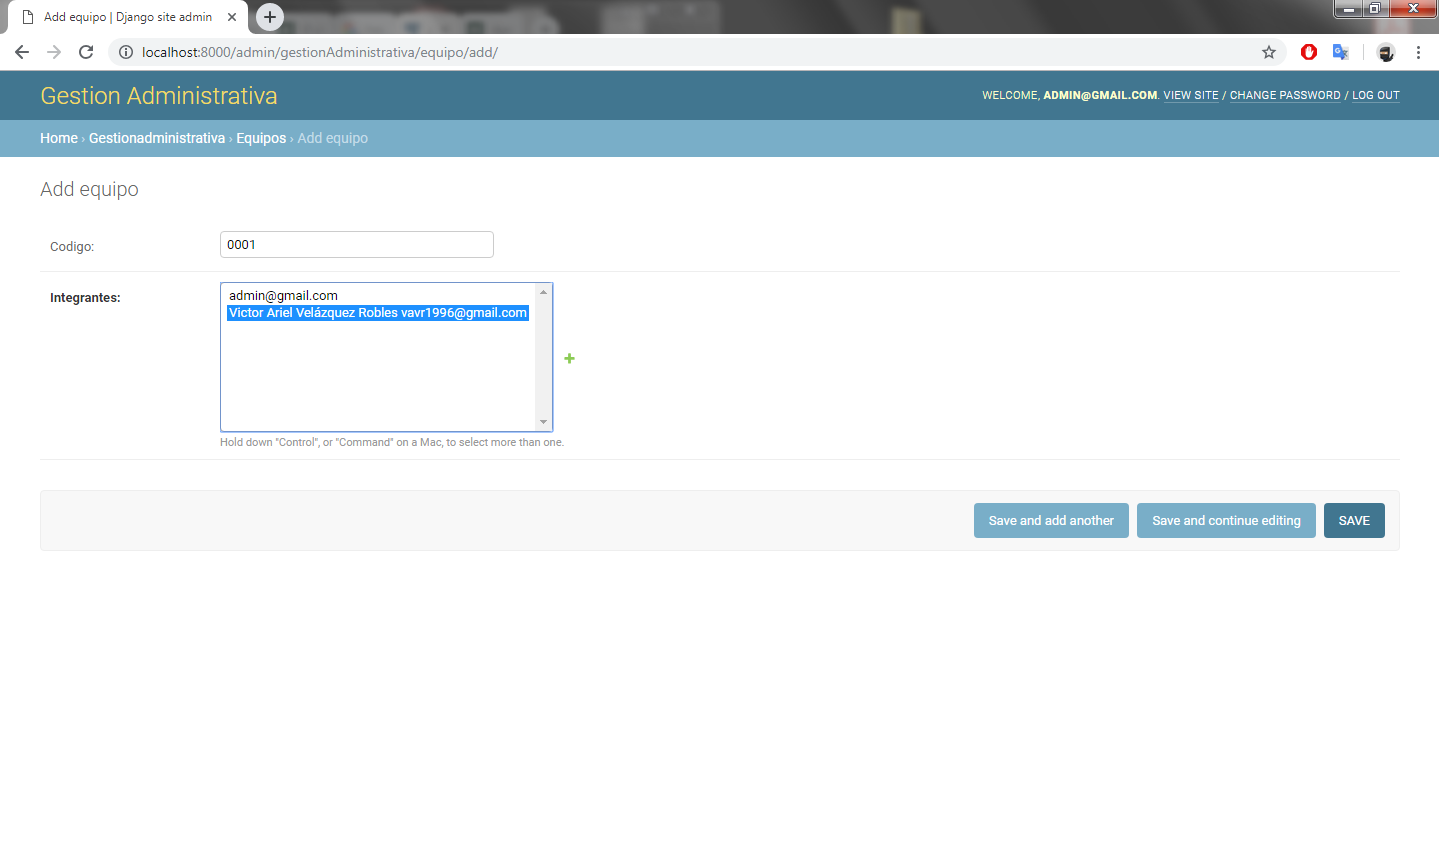 Add equipo | Django site admin
localhost:8000/admin/gestionAdministrativa/equipo/add/
Gestion Administrativa
WELCOME, ADMIN@GMAIL.COM. VIEW SITE / CHANGE PASSWORD / LOG OUT
Home › Gestionadministrativa › Equipos › Add equipo
Add equipo
Codigo:
0001
Integrantes:
admin@gmail.com
Victor Ariel Velázquez Robles vavr1996@gmail.com
Hold down "Control", or "Command" on a Mac, to select more than one.
Save and add another
Save and continue editing
SAVE